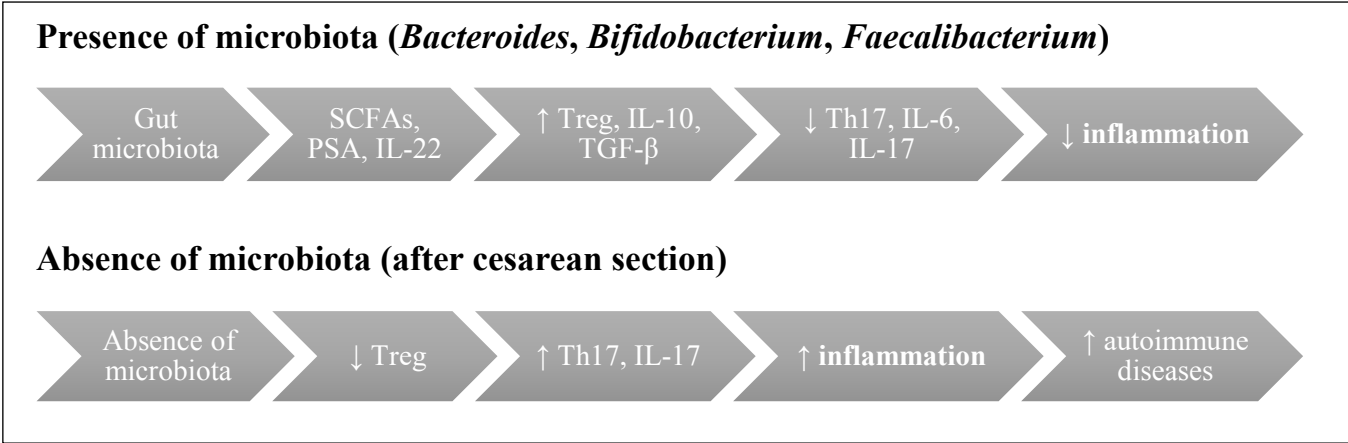 Presence of microbiota (Bacteroides, Bifidobacterium, Faecalibacterium)
Gut
microbiota
SCFAs,
PSA, IL-22
↑ Treg, IL-10,
TGF-β
↓ Th17, IL-6,
IL-17
↓ inflammation
Absence of microbiota (after cesarean section)
Absence of
microbiota
↓ Treg
↑ Th17, IL-17
↑ inflammation
↑ autoimmune
diseases